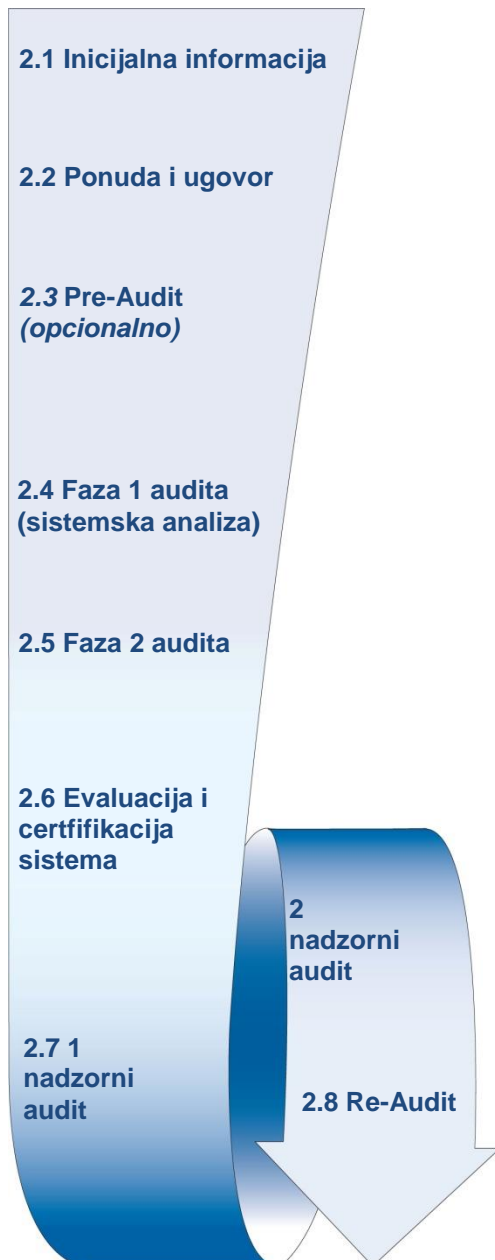 2.1 Inicijalna informacija
2.2 Ponuda i ugovor
2.3 Pre-Audit
(opcionalno)
2.4 Faza 1 audita
(sistemska analiza)
2.5 Faza 2 audita
2.6 Evaluacija i
certfifikacija
sistema
2.7 1
nadzorni
audit
2
nadzorni
audit
2.8 Re-Audit